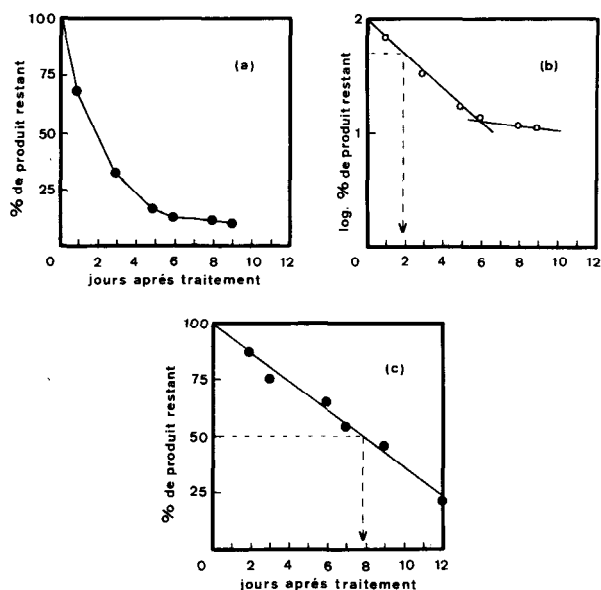 100
75
50
25
0 2 4 6 8 10 12
% de produit restant
jours aprés traitement
(a)
2
1
0 2 4 6 8 10 12
log. % de produit restant
(b)
100
75
50
25
0 2 4 6 8 10 12
% de produit restant
jours aprés traitement
(c)